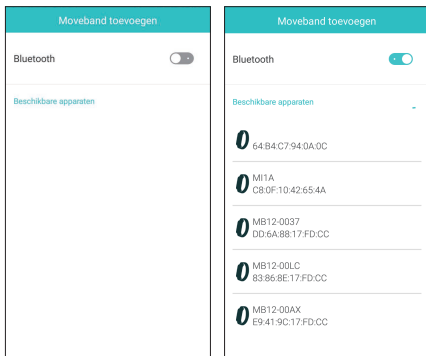 Moveband toevoegen
Bluetooth
Beschikbare apparaten
Moveband toevoegen
Bluetooth
Beschikbare apparaten
64:B4:C7:94:0A:0C
MI1A
C8:0F:10:42:65:4A
MB12-0037
DD:6A:88:17:FD:CC
MB12-00LC
83:86:8E:17:FD:CC
MB12-00AX
E9:41:9C:17:FD:CC